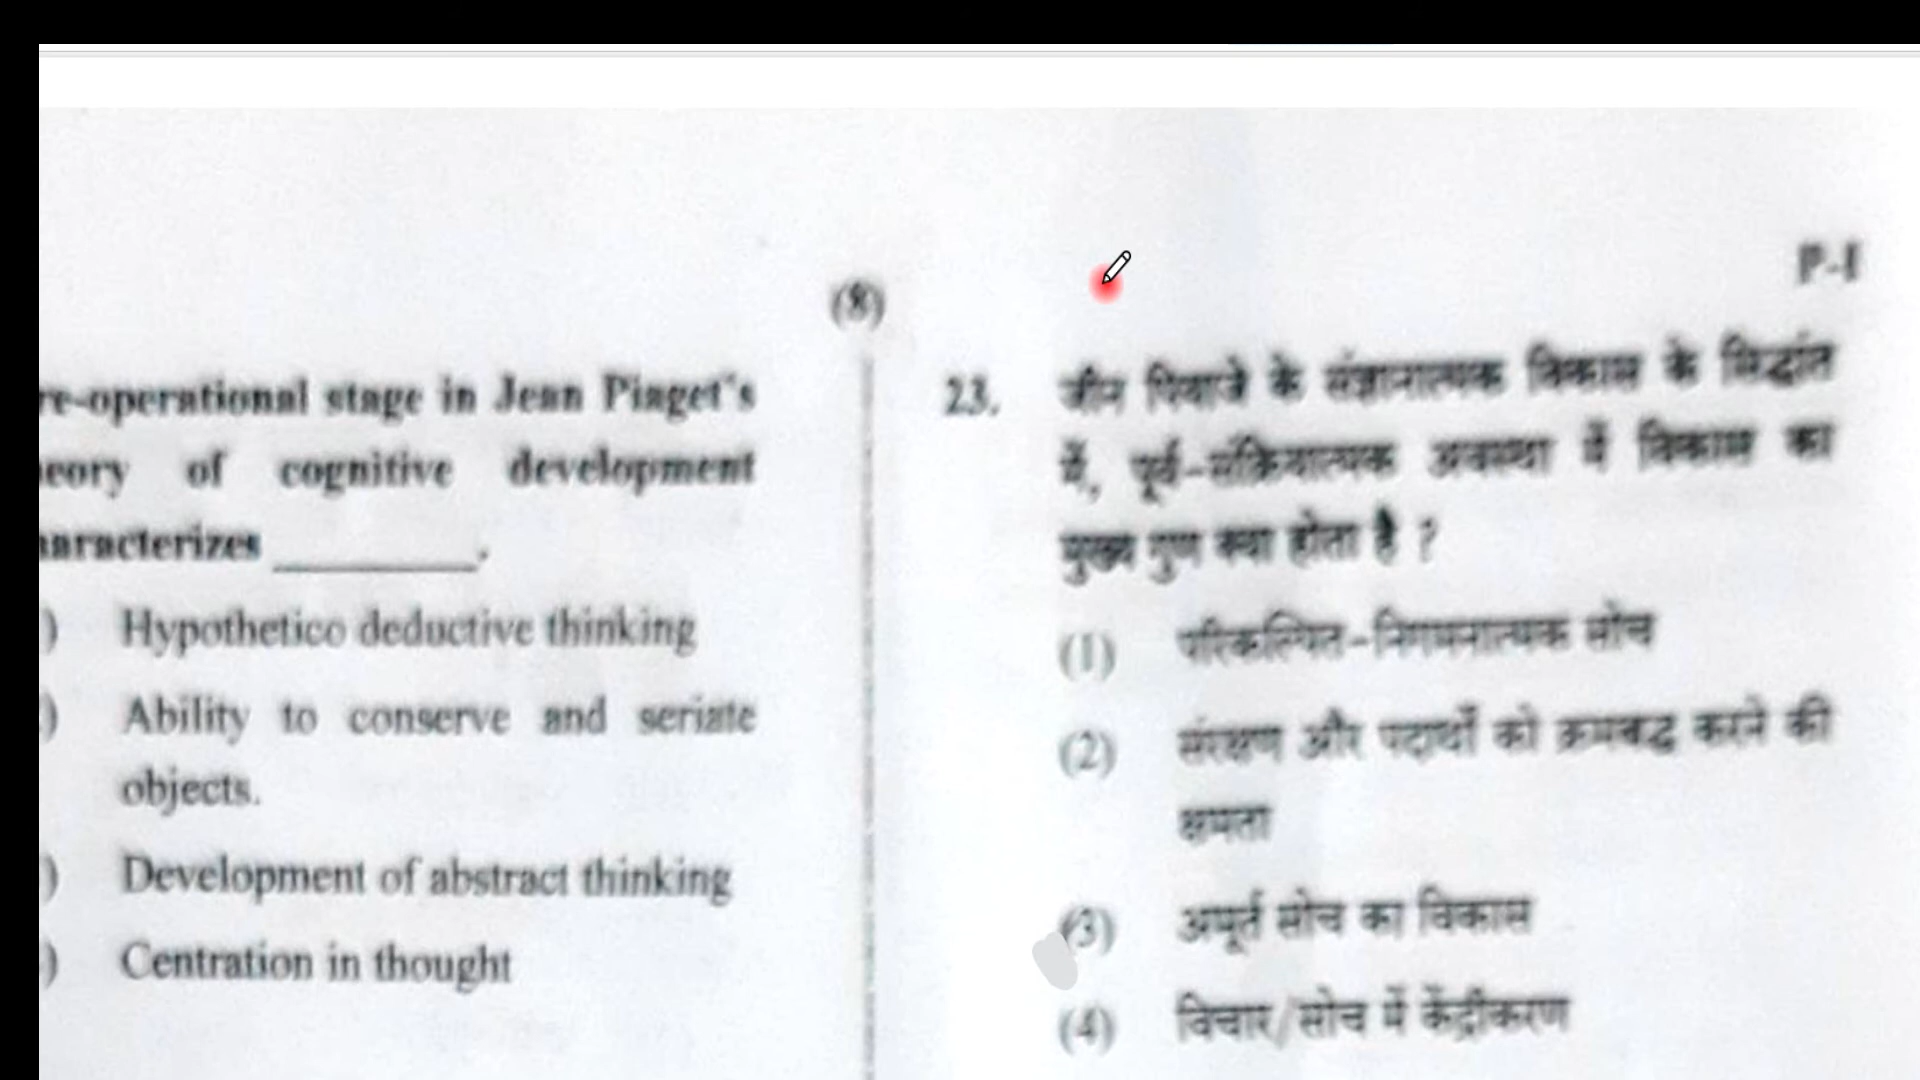 P-I
(8)
re-operational stage in Jean Piaget's
eory of cognitive development
aracterizes ________.
) Hypothetico deductive thinking
) Ability to conserve and seriate
objects.
) Development of abstract thinking
) Centration in thought
23. जीन पियाजे के संज्ञानात्मक विकास के सिद्धांत
में, पूर्व-संक्रियात्मक अवस्था में विकास का
मुख्य गुण क्या होता है ?
(1) परिकल्पित-निगमनात्मक सोच
(2) संरक्षण और पदार्थों को क्रमबद्ध करने की
क्षमता
(3) अमूर्त सोच का विकास
(4) विचार/सोच में केंद्रीकरण